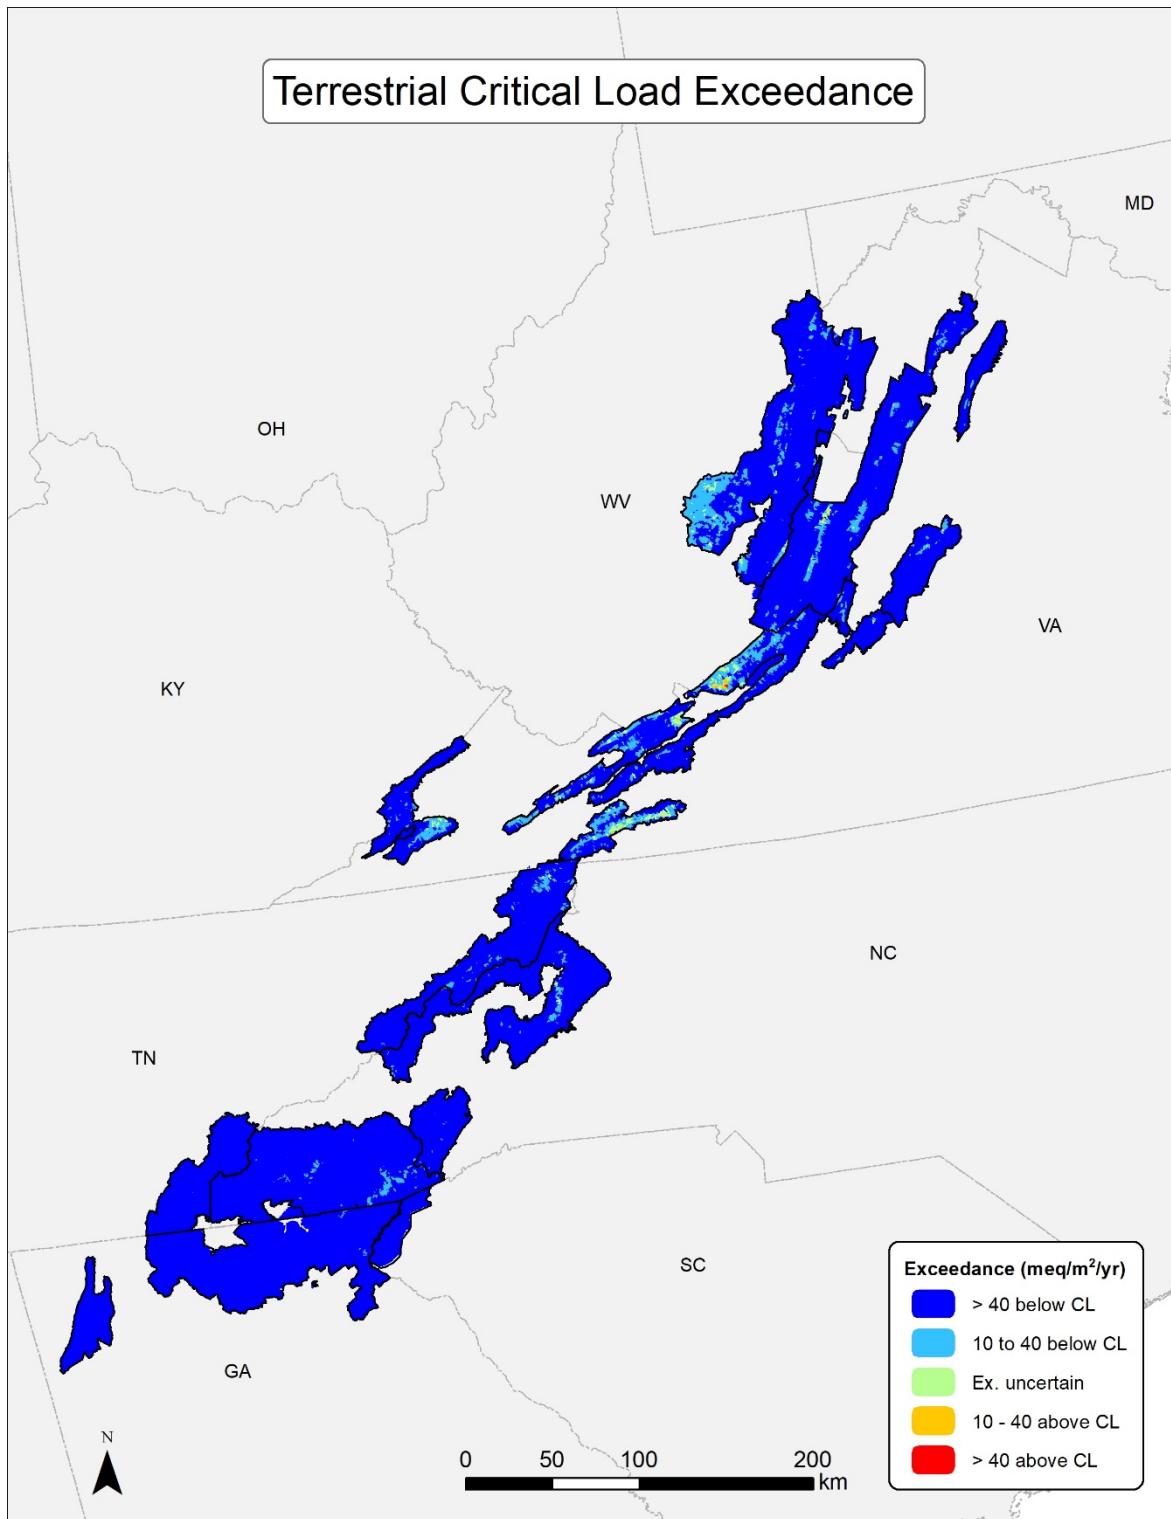 Terrestrial Critical Load Exceedance
MD
OH
WV
VA
KY
NC
TN
SC
GA
N
0 50 100 200
km
Exceedance (meq/m²/yr)
> 40 below CL
10 to 40 below CL
Ex. uncertain
10 - 40 above CL
> 40 above CL